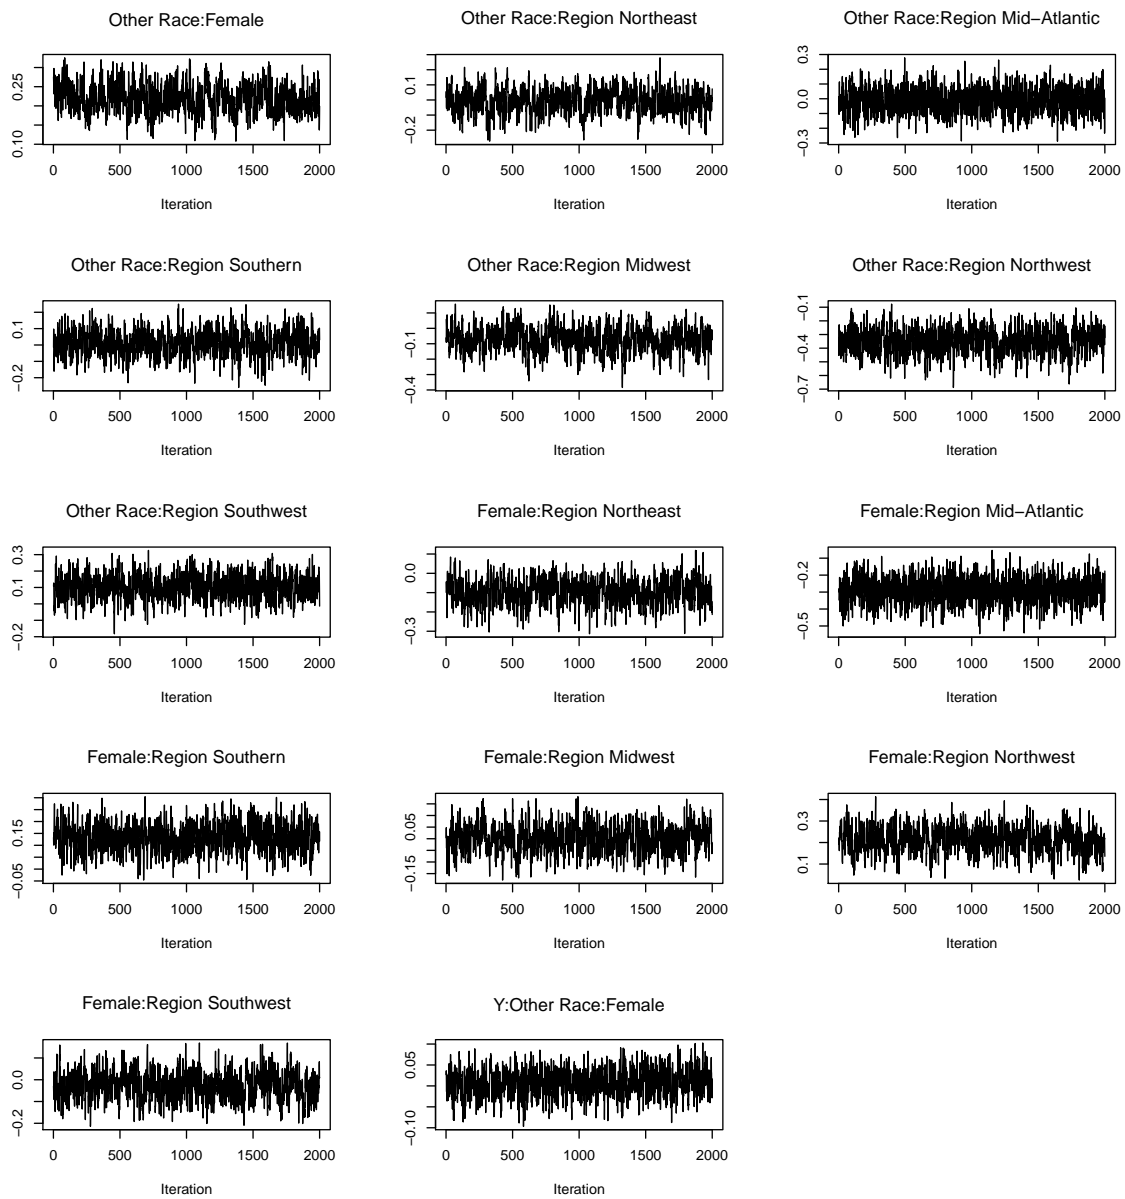 Other Race:Female
Other Race:Region Northeast
Other Race:Region Mid−Atlantic
0.10 0.25
−0.2 0.1
−0.3 0.0 0.3
0 500 1000 1500 2000
0 500 1000 1500 2000
0 500 1000 1500 2000
Iteration
Iteration
Iteration
Other Race:Region Southern
Other Race:Region Midwest
Other Race:Region Northwest
−0.2 0.1
−0.4 −0.1
−0.7 −0.4 −0.1
0 500 1000 1500 2000
0 500 1000 1500 2000
0 500 1000 1500 2000
Iteration
Iteration
Iteration
Other Race:Region Southwest
Female:Region Northeast
Female:Region Mid−Atlantic
−0.2 0.1 0.3
−0.3 0.0
−0.5 −0.2
0 500 1000 1500 2000
0 500 1000 1500 2000
0 500 1000 1500 2000
Iteration
Iteration
Iteration
Female:Region Southern
Female:Region Midwest
Female:Region Northwest
−0.05 0.15
−0.15 0.05
0.1 0.3
0 500 1000 1500 2000
0 500 1000 1500 2000
0 500 1000 1500 2000
Iteration
Iteration
Iteration
Female:Region Southwest
Y:Other Race:Female
−0.2 0.0
−0.10 0.05
0 500 1000 1500 2000
0 500 1000 1500 2000
Iteration
Iteration